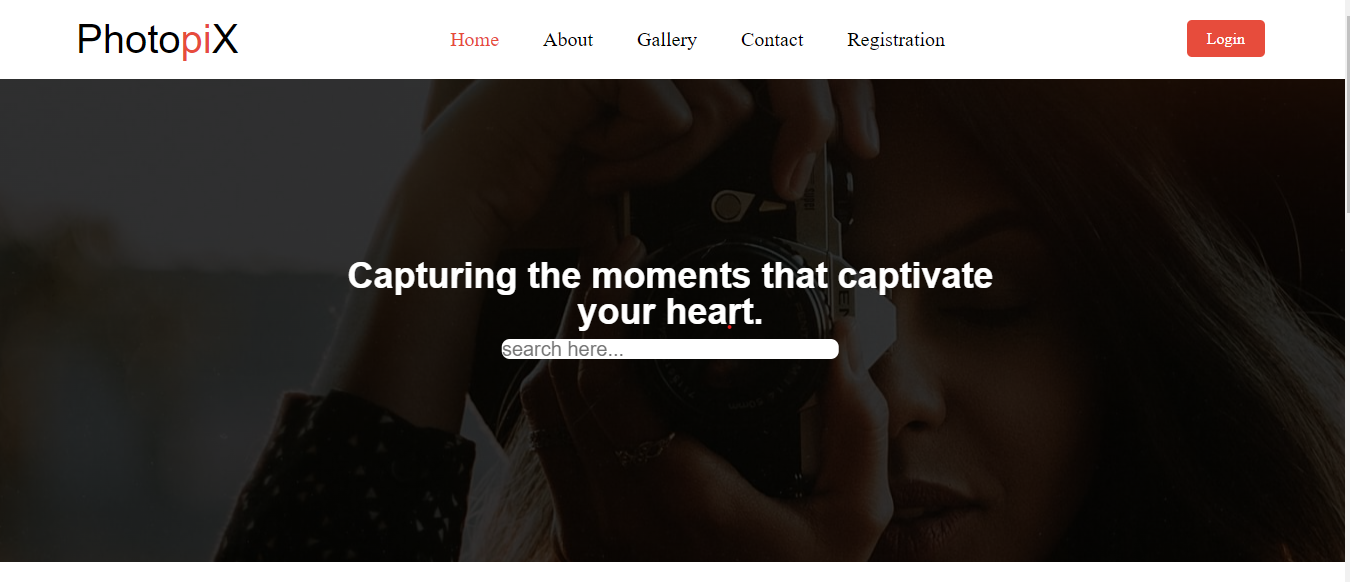 PhotopiX
Home About Gallery Contact Registration
Login
Capturing the moments that captivate
your heart.
search here...